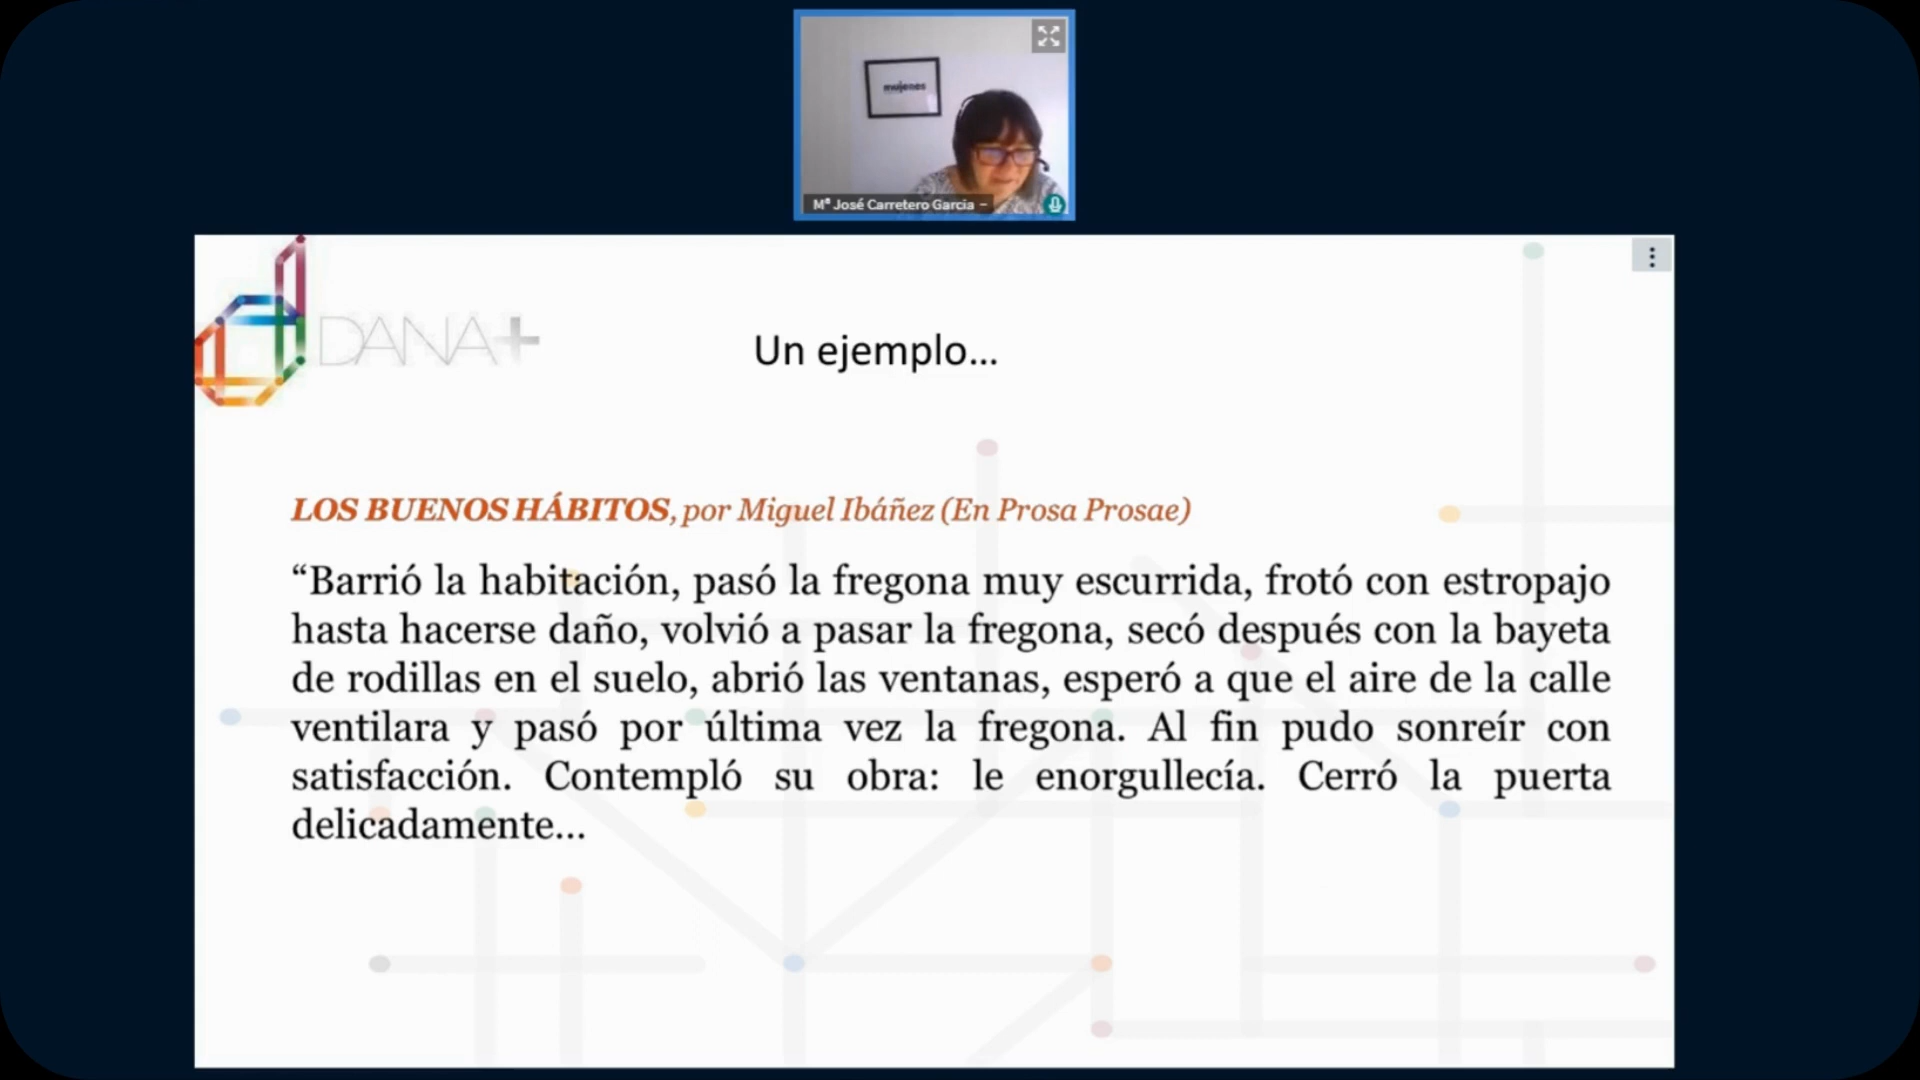 mujeres
Mª José Carretero Garcia
DANA+
Un ejemplo...
LOS BUENOS HÁBITOS, por Miguel Ibáñez (En Prosa Prosae)
“Barrió la habitación, pasó la fregona muy escurrida, frotó con estropajo
hasta hacerse daño, volvió a pasar la fregona, secó después con la bayeta
de rodillas en el suelo, abrió las ventanas, esperó a que el aire de la calle
ventilara y pasó por última vez la fregona. Al fin pudo sonreír con
satisfacción. Contempló su obra: le enorgullecía. Cerró la puerta
delicadamente...